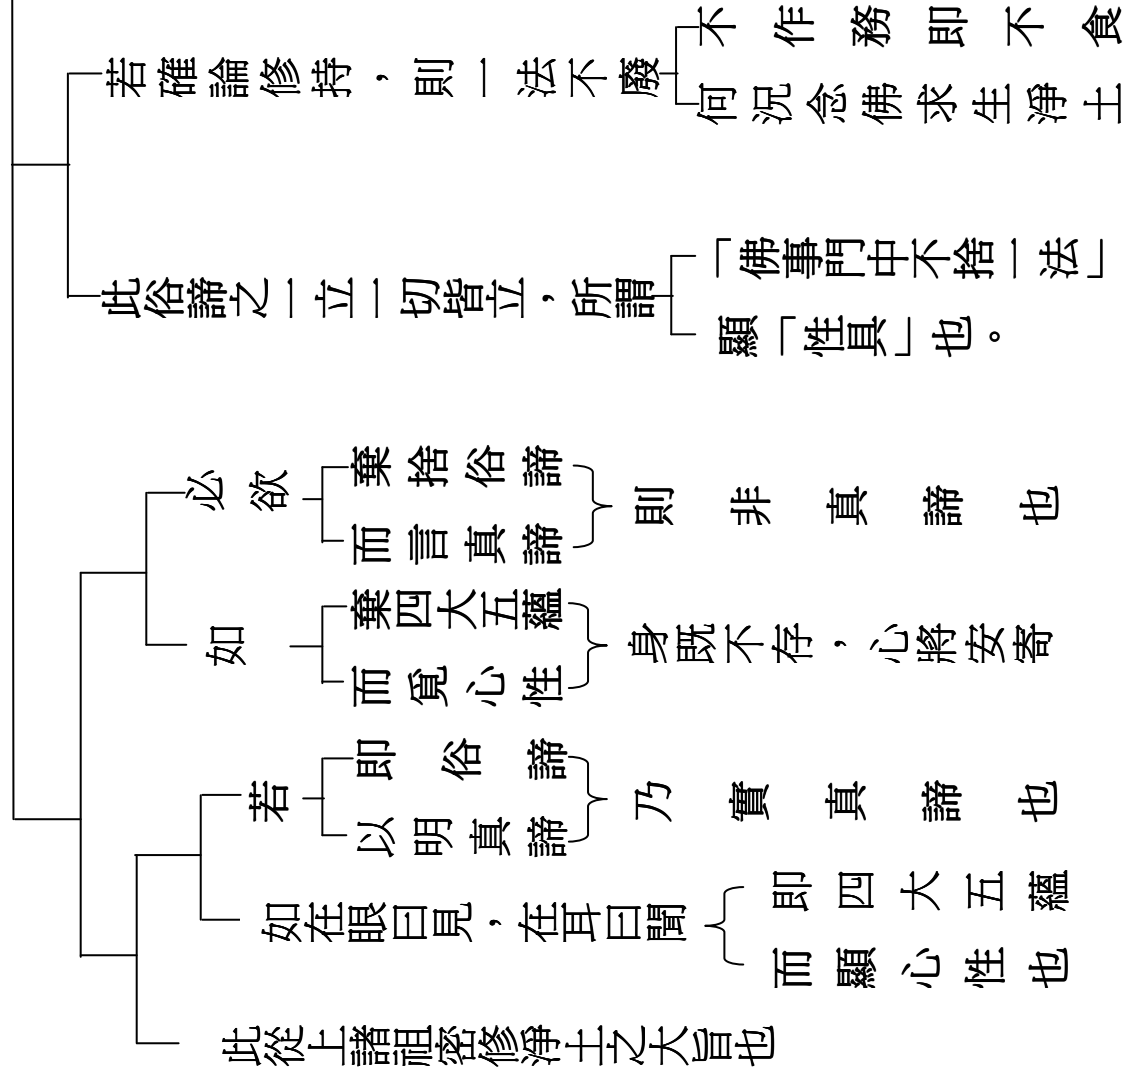 若確論修持，則一法不廢
不作務即不食
何況念佛求生淨土
此俗諦之一立一切皆立，所謂
「佛事門中不捨一法」
顯「性具」也。
必欲
棄捨俗諦
而言真諦
則非真諦也
如
棄四大五蘊
而覓心性
身既不存，心將安寄
若
即俗諦
以明真諦
乃實真諦也
如在眼曰見，在耳曰聞
即四大五蘊
而顯心性也
此從上諸祖密修淨土之大旨也